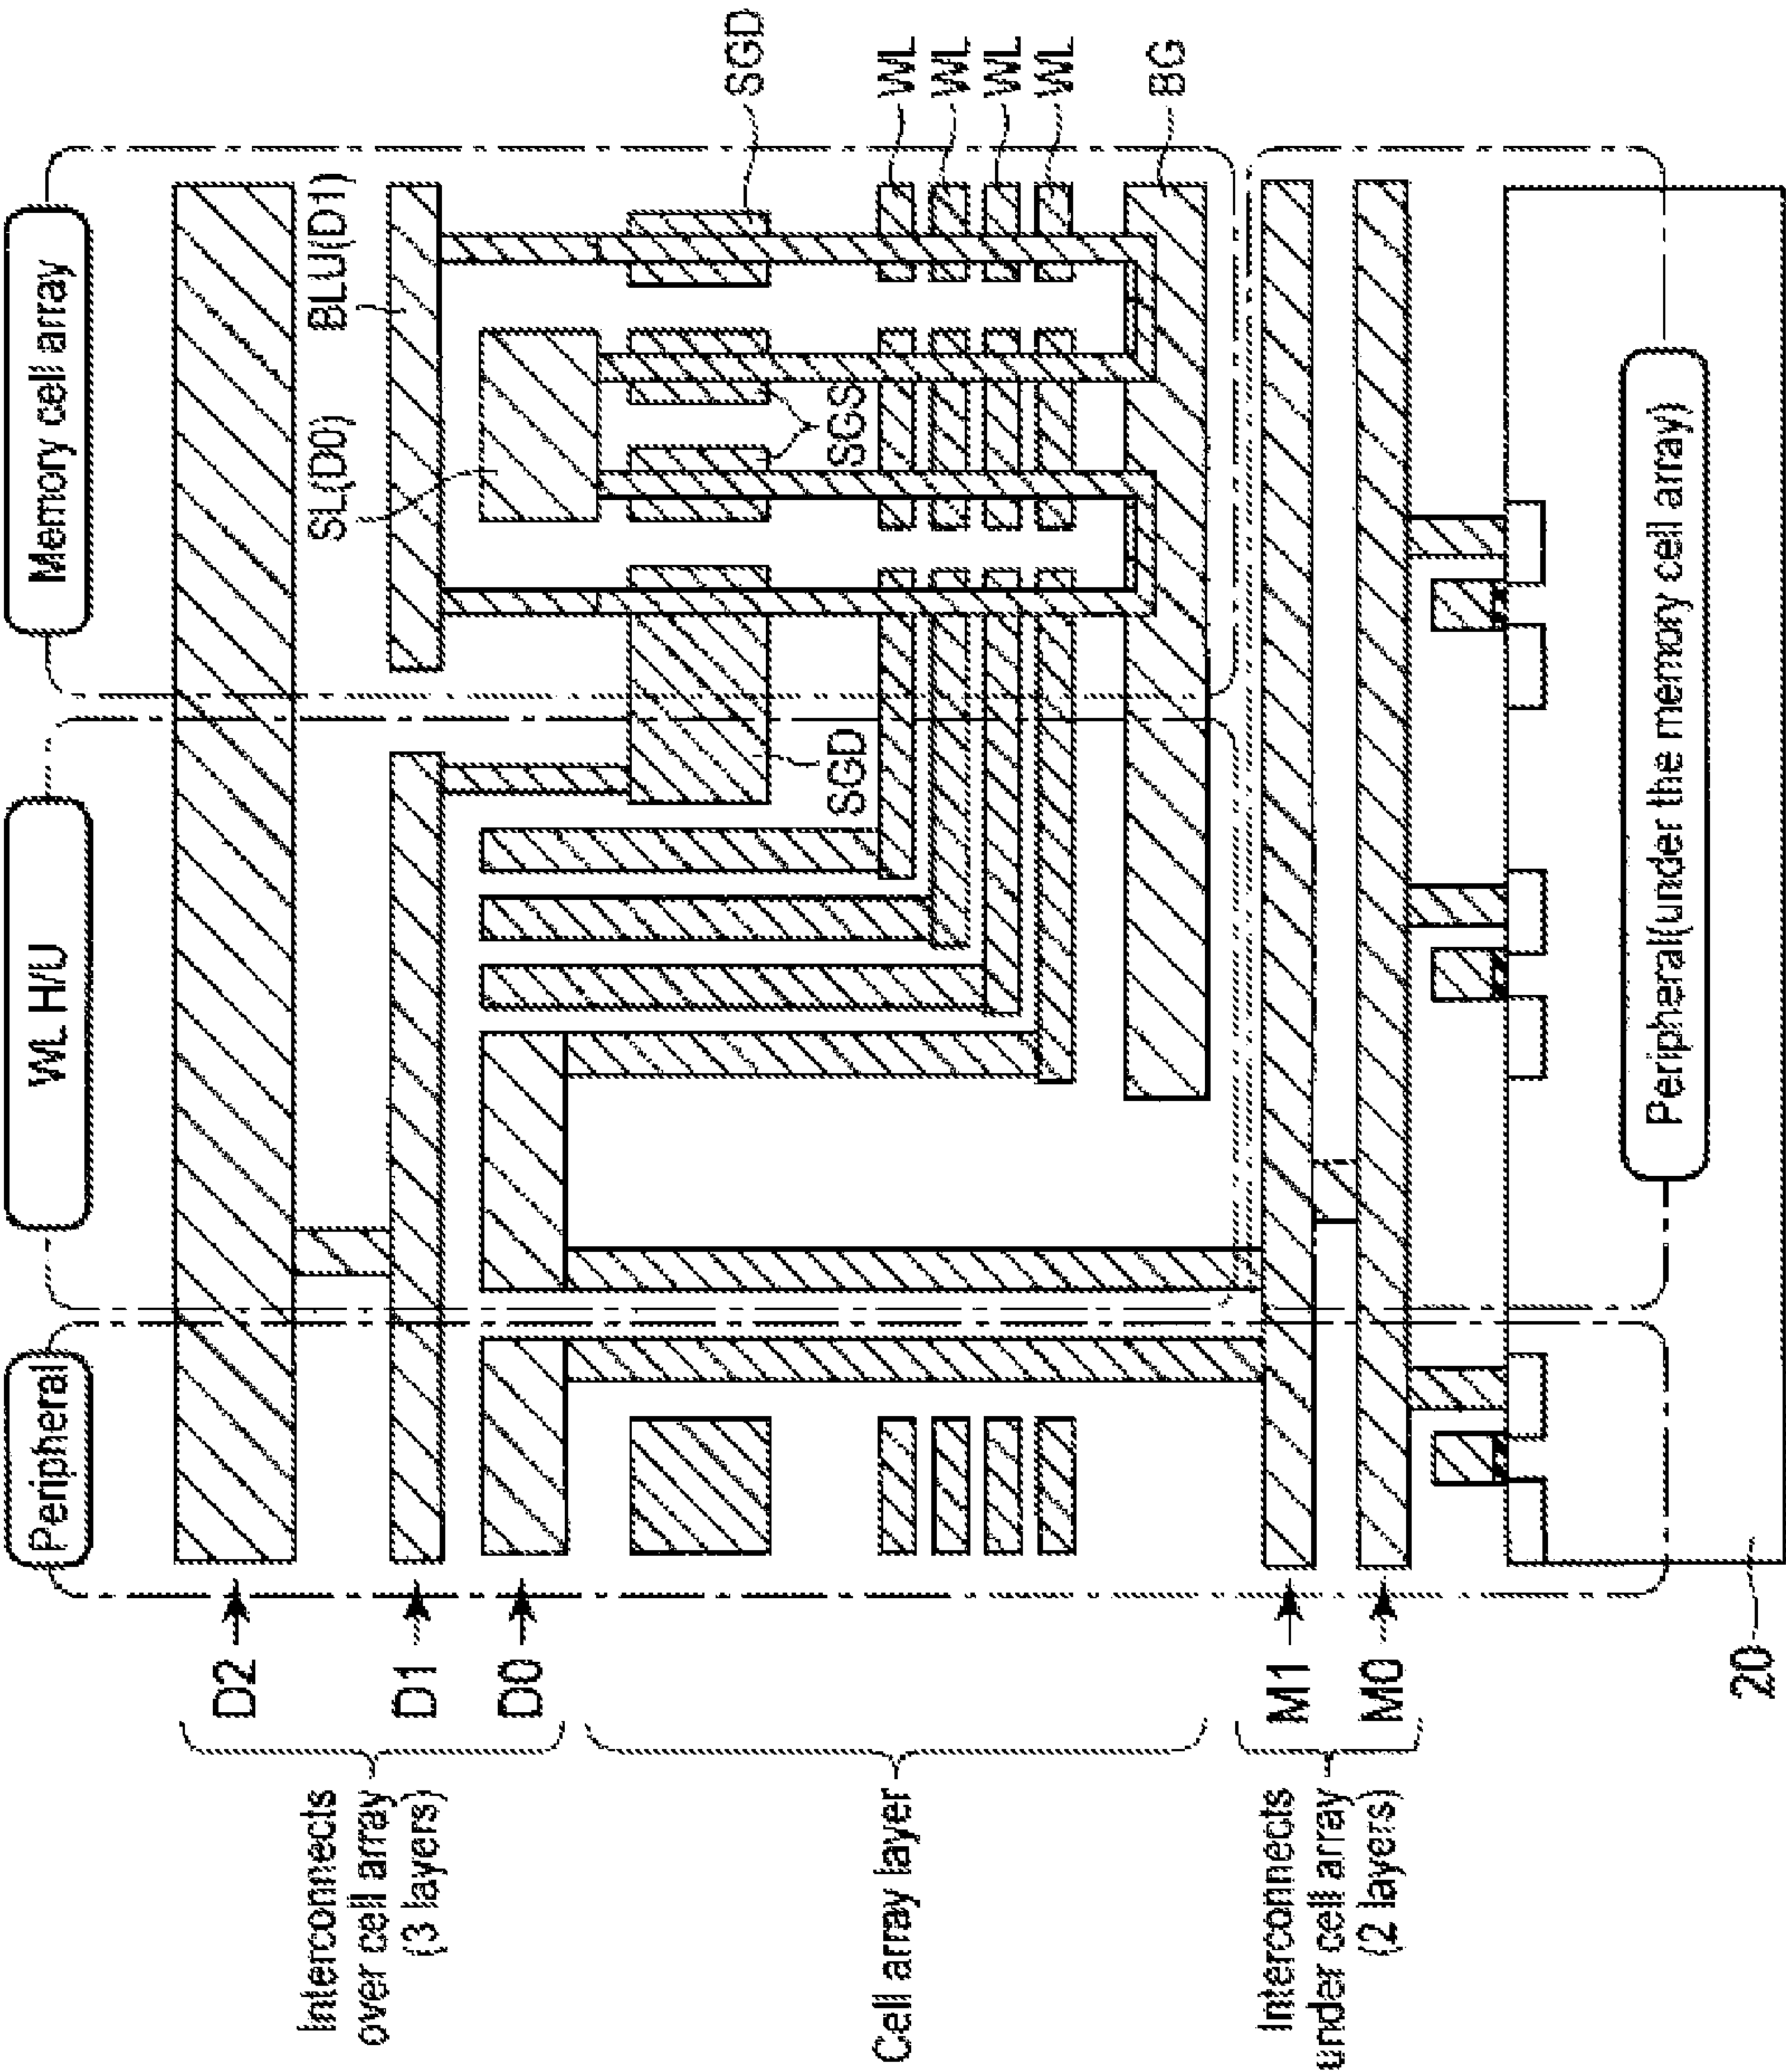 Peripheral
WL H/U
Memory cell array
D2
D1
D0
M1
M0
20
Interconnects
over cell array
(3 layers)
Cell array layer
Interconnects
under cell array
(2 layers)
SL(D0)
BLU(D1)
SGD
SGS
SGD
WL
WL
WL
WL
BG
Peripheral(under the memory cell array)